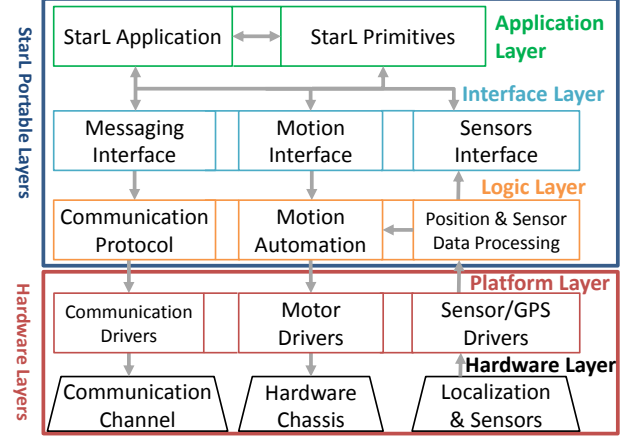 StarL Portable Layers
StarL Application
StarL Primitives
Application
Layer
Interface Layer
Messaging
Interface
Motion
Interface
Sensors
Interface
Logic Layer
Communication
Protocol
Motion
Automation
Position & Sensor
Data Processing
Hardware Layers
Platform Layer
Communication
Drivers
Motor
Drivers
Sensor/GPS
Drivers
Hardware Layer
Communication
Channel
Hardware
Chassis
Localization
& Sensors